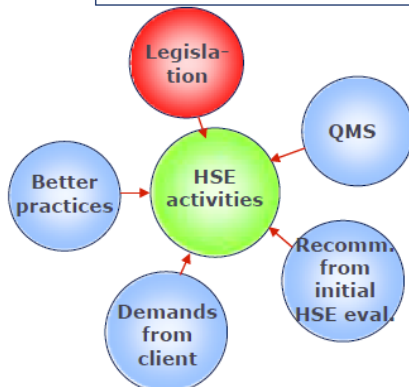 Legisla-
tion
QMS
HSE
activities
Better
practices
Recomm.
from
initial
HSE eval.
Demands
from
client